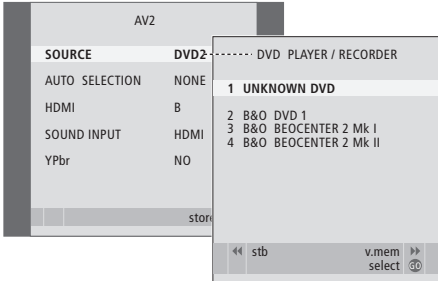 AV2
SOURCE DVD2
AUTO SELECTION NONE
HDMI B
SOUND INPUT HDMI
YPbr NO
DVD PLAYER / RECORDER
1 UNKNOWN DVD
2 B&O DVD 1
3 B&O BEOCENTER 2 Mk I
4 B&O BEOCENTER 2 Mk II
stb v.mem
select GO